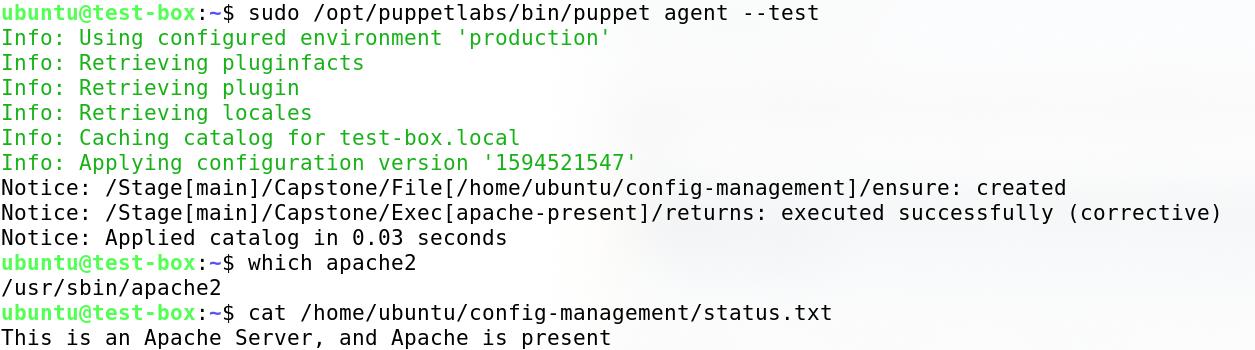 ubuntu@test-box:~$ sudo /opt/puppetlabs/bin/puppet agent --test
Info: Using configured environment 'production'
Info: Retrieving pluginfacts
Info: Retrieving plugin
Info: Retrieving locales
Info: Caching catalog for test-box.local
Info: Applying configuration version '1594521547'
Notice: /Stage[main]/Capstone/File[/home/ubuntu/config-management]/ensure: created
Notice: /Stage[main]/Capstone/Exec[apache-present]/returns: executed successfully (corrective)
Notice: Applied catalog in 0.03 seconds
ubuntu@test-box:~$ which apache2
/usr/sbin/apache2
ubuntu@test-box:~$ cat /home/ubuntu/config-management/status.txt
This is an Apache Server, and Apache is present